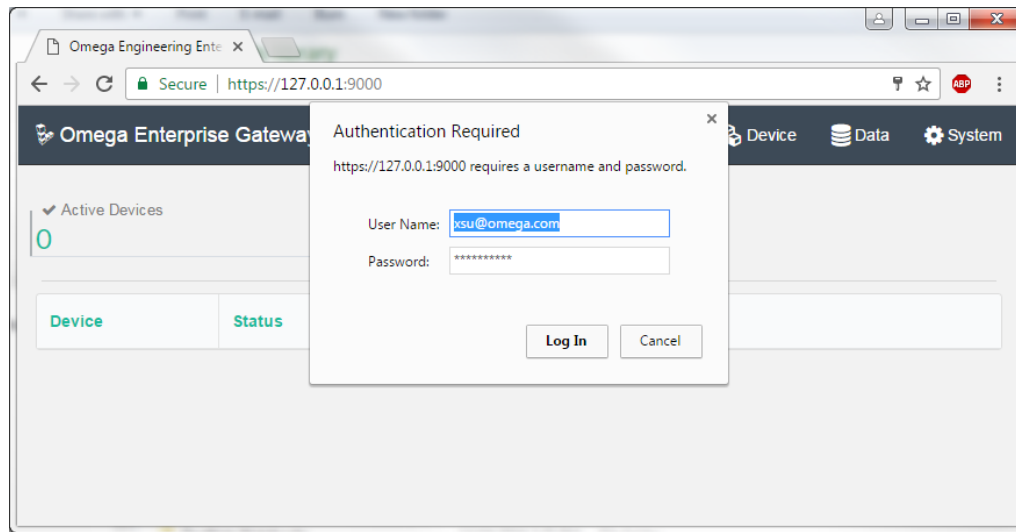 Omega Engineering Ente
Secure | https://127.0.0.1:9000
ABP
Omega Enterprise Gateway
Device
Data
System
Authentication Required
https://127.0.0.1:9000 requires a username and password.
Active Devices
0
User Name: xsu@omega.com
Password: **********
Device
Status
Log In
Cancel